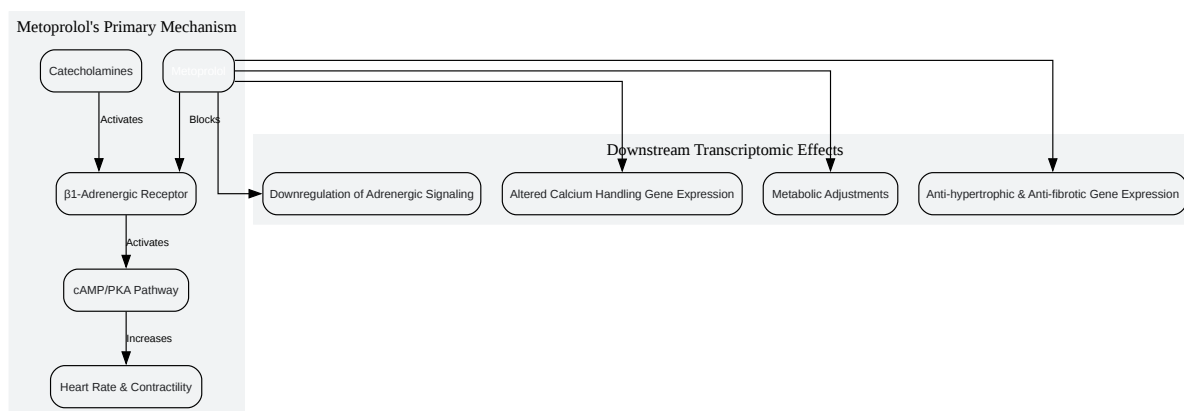 Metoprolol's Primary Mechanism
Catecholamines
Metoprolol
Activates
Blocks
Downstream Transcriptomic Effects
β1-Adrenergic Receptor
Downregulation of Adrenergic Signaling
Altered Calcium Handling Gene Expression
Metabolic Adjustments
Anti-hypertrophic & Anti-fibrotic Gene Expression
Activates
cAMP/PKA Pathway
Increases
Heart Rate & Contractility